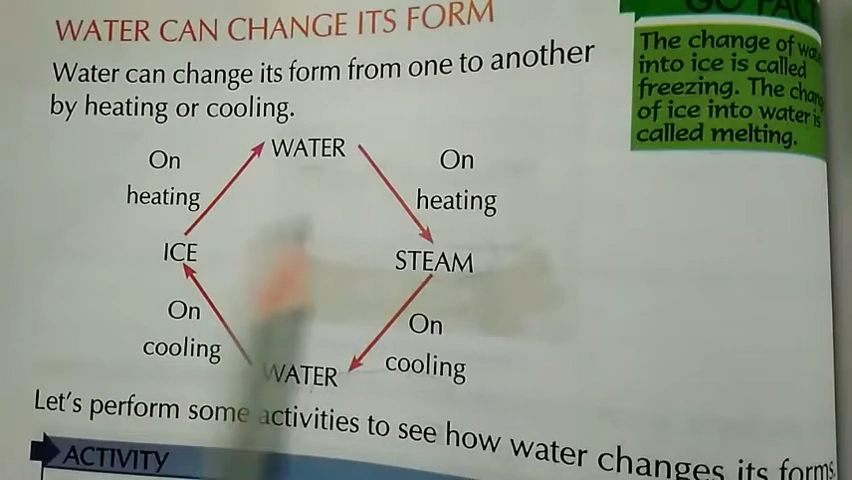 WATER CAN CHANGE ITS FORM
Water can change its form from one to another
by heating or cooling.
On
heating
WATER
On
heating
ICE
STEAM
On
cooling
On
cooling
WATER
Let's perform some activities to see how water changes its forms
ACTIVITY
GO FACT
The change of
into ice is called
freezing. The
of ice into water is
called melting.